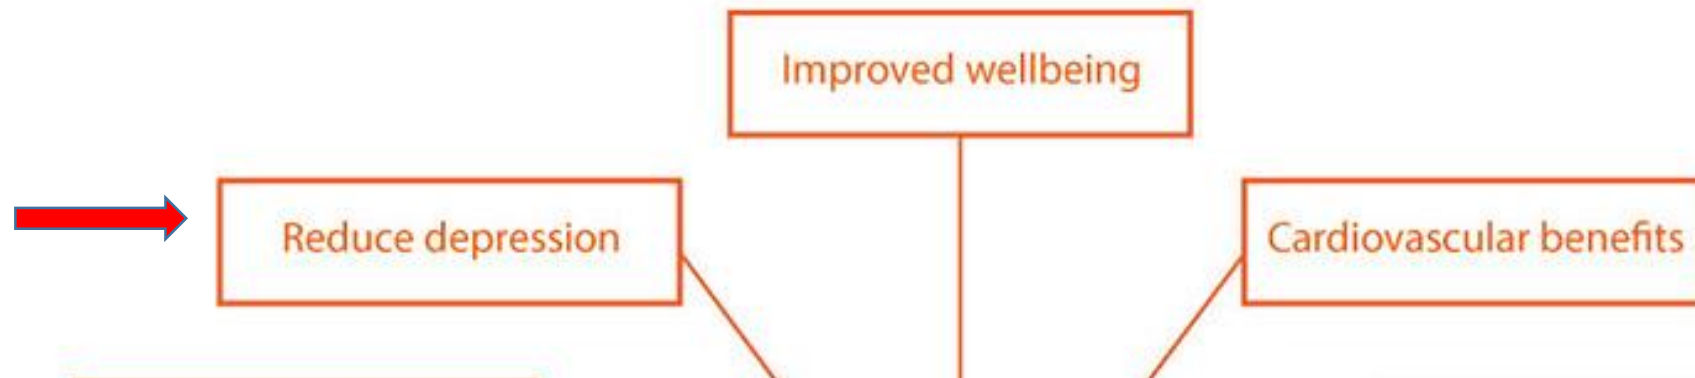 Improved wellbeing
Reduce depression
Cardiovascular benefits